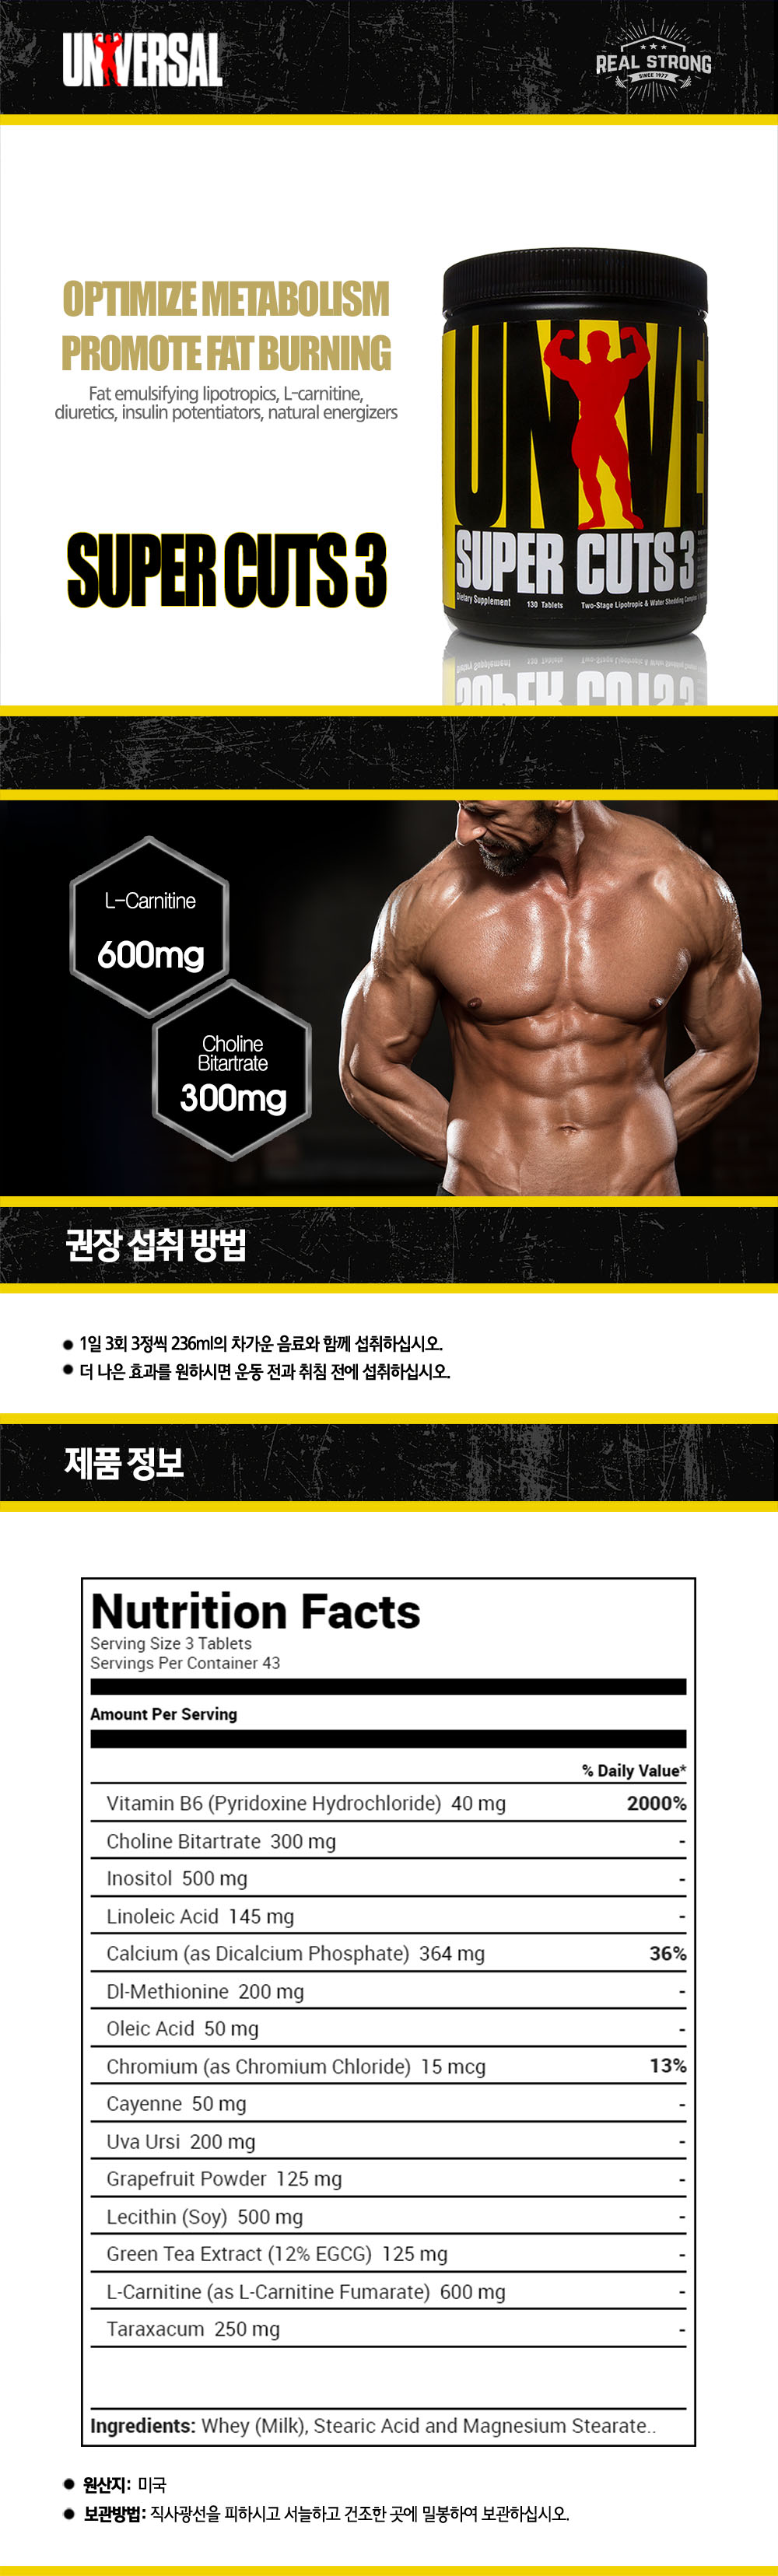 UNIVERSAL
REAL STRONG
SINCE 1977
OPTIMIZE METABOLISM
PROMOTE FAT BURNING
Fat emulsifying lipotropics, L-carnitine,
diuretics, insulin potentiators, natural energizers
SUPER CUTS 3
UNIVE
SUPER CUTS 3
Dietary Supplement 130 Tablets Two-Stage Lipotropic & Water Shedding Complex
L-Carnitine
600mg
Choline
Bitartrate
300mg
권장 섭취 방법
● 1일 3회 3정씩 236ml의 차가운 음료와 함께 섭취하십시오.
● 더 나은 효과를 원하시면 운동 전과 취침 전에 섭취하십시오.
제품 정보
Nutrition Facts
Serving Size 3 Tablets
Servings Per Container 43
Amount Per Serving
% Daily Value*
Vitamin B6 (Pyridoxine Hydrochloride) 40 mg 2000%
Choline Bitartrate 300 mg -
Inositol 500 mg -
Linoleic Acid 145 mg -
Calcium (as Dicalcium Phosphate) 364 mg 36%
Dl-Methionine 200 mg -
Oleic Acid 50 mg -
Chromium (as Chromium Chloride) 15 mcg 13%
Cayenne 50 mg -
Uva Ursi 200 mg -
Grapefruit Powder 125 mg -
Lecithin (Soy) 500 mg -
Green Tea Extract (12% EGCG) 125 mg -
L-Carnitine (as L-Carnitine Fumarate) 600 mg -
Taraxacum 250 mg -
Ingredients: Whey (Milk), Stearic Acid and Magnesium Stearate..
● 원산지: 미국
● 보관방법: 직사광선을 피하시고 서늘하고 건조한 곳에 밀봉하여 보관하십시오.